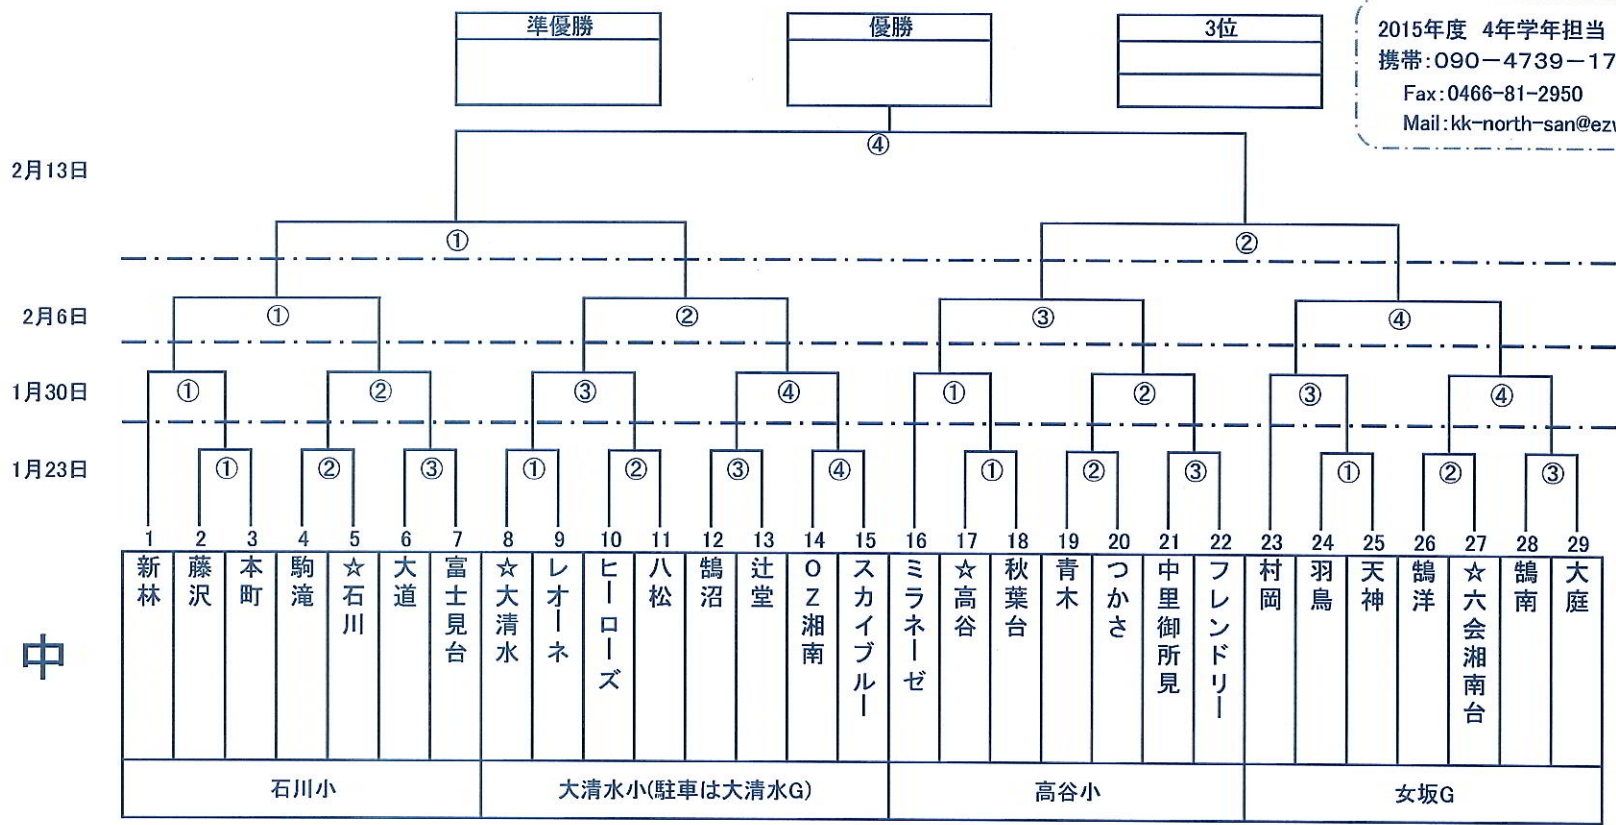 準優勝
優勝
3位
2015年度 4年学年担当
携帯:090-4739-17
Fax:0466-81-2950
Mail:kk-north-san@ezw
④
2月13日
① ②
2月6日
① ② ③ ④
1月30日
① ② ③ ④ ① ② ③ ④
1月23日
① ② ③ ① ② ③ ④ ① ② ③ ① ② ③
1 2 3 4 5 6 7 8 9 10 11 12 13 14 15 16 17 18 19 20 21 22 23 24 25 26 27 28 29
中
新林
藤沢
本町
駒滝
☆石川
大道
富士見台
☆大清水
レオーネ
ヒーローズ
八松
鵠沼
辻堂
OZ湘南
スカイブルー
ミラネーゼ
☆高谷
秋葉台
青木
つかさ
中里御所見
フレンドリー
村岡
羽鳥
天神
鵠洋
☆六会湘南台
鵠南
大庭
石川小
大清水小(駐車は大清水G)
高谷小
女坂G